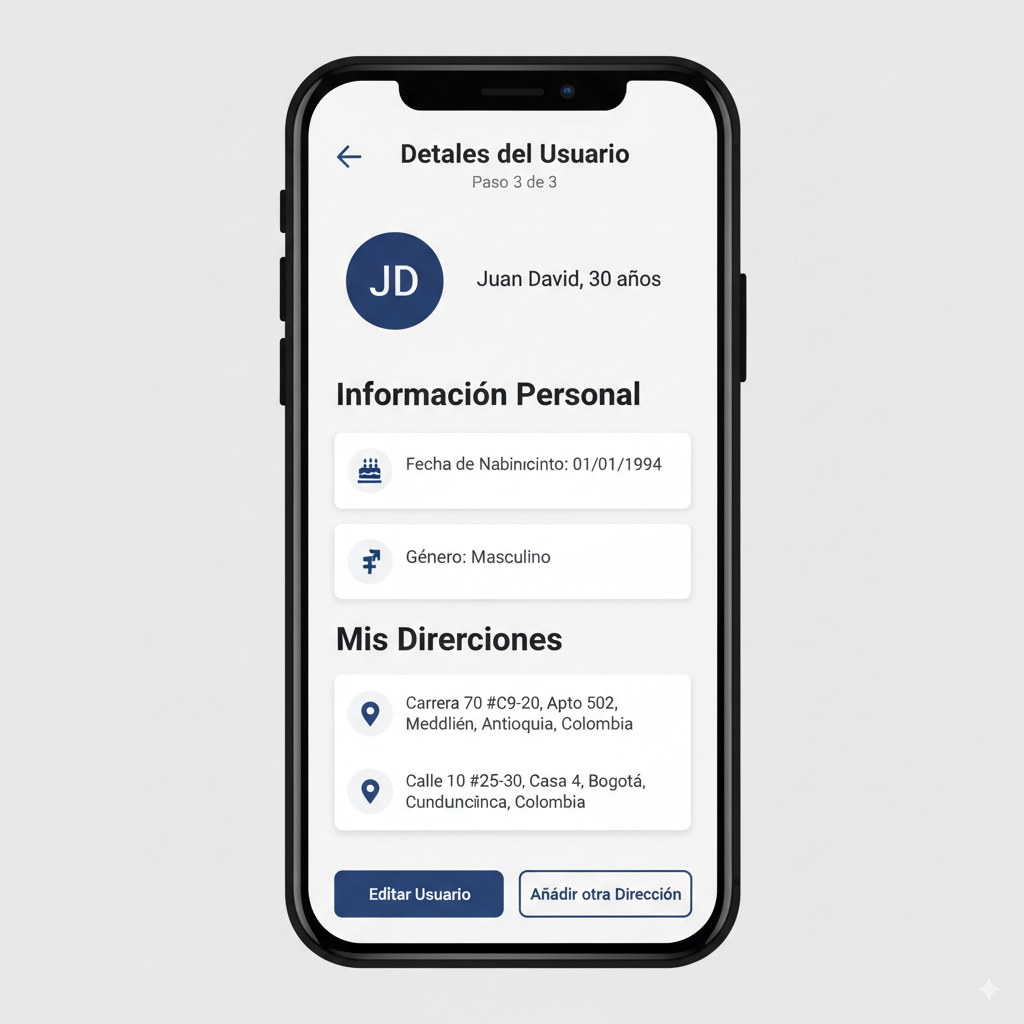 Detales del Usuario
Paso 3 de 3
JD
Juan David, 30 años
Información Personal
Fecha de Nabinıcinto: 01/01/1994
Género: Masculino
Mis Direrciones
Carrera 70 #C9-20, Apto 502,
Meddlién, Antioquia, Colombia
Calle 10 #25-30, Casa 4, Bogotá,
Cunduncïinca, Colombia
Editar Usuario
Añádir otra Dirección